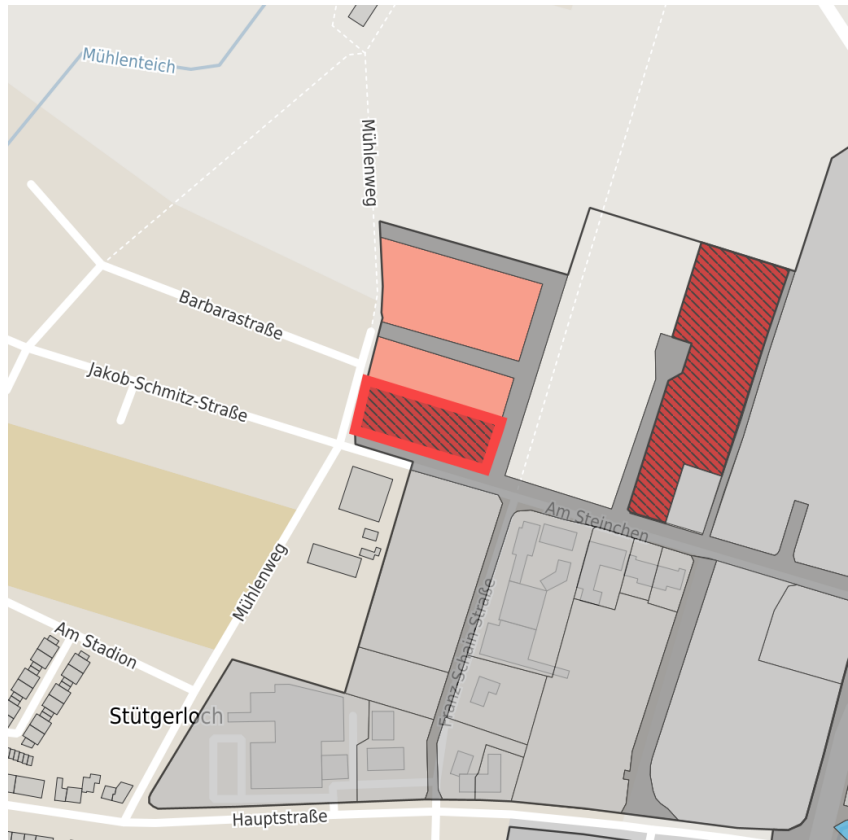 Mühlenteich
Mühlenweg
Barbarastraße
Jakob-Schmitz-Straße
Am Steinchen
Mühlenweg
Franz-Schain-Straße
Am Stadion
Stütgerloch
Hauptstraße